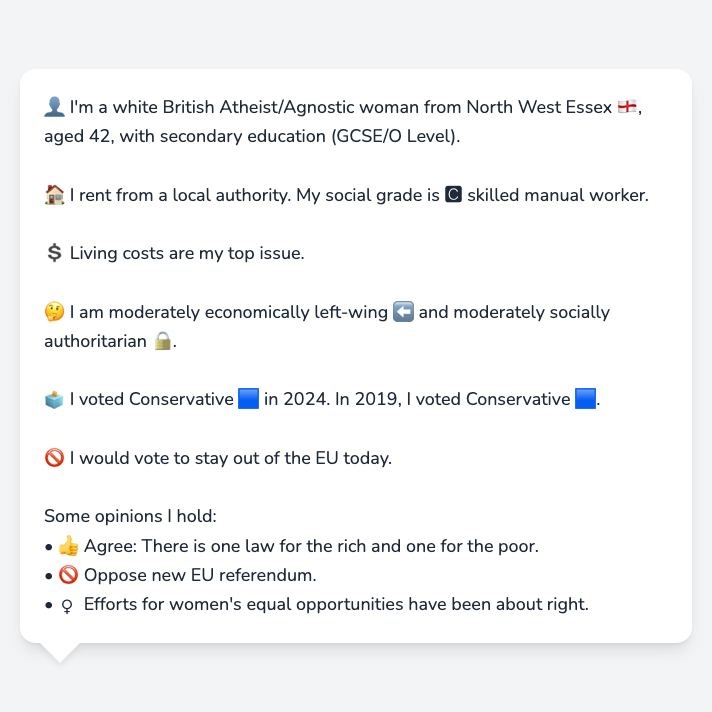 👤 I'm a white British Atheist/Agnostic woman from North West Essex 🏴󠁧󠁢󠁥󠁮󠁧󠁿,
aged 42, with secondary education (GCSE/O Level).
🏠 I rent from a local authority. My social grade is 🅲 skilled manual worker.
💲 Living costs are my top issue.
🤔 I am moderately economically left-wing ⬅️ and moderately socially
authoritarian 🔒.
🗳️ I voted Conservative 🟦 in 2024. In 2019, I voted Conservative 🟦.
🚫 I would vote to stay out of the EU today.
Some opinions I hold:
• 👍 Agree: There is one law for the rich and one for the poor.
• 🚫 Oppose new EU referendum.
• ♀ Efforts for women's equal opportunities have been about right.